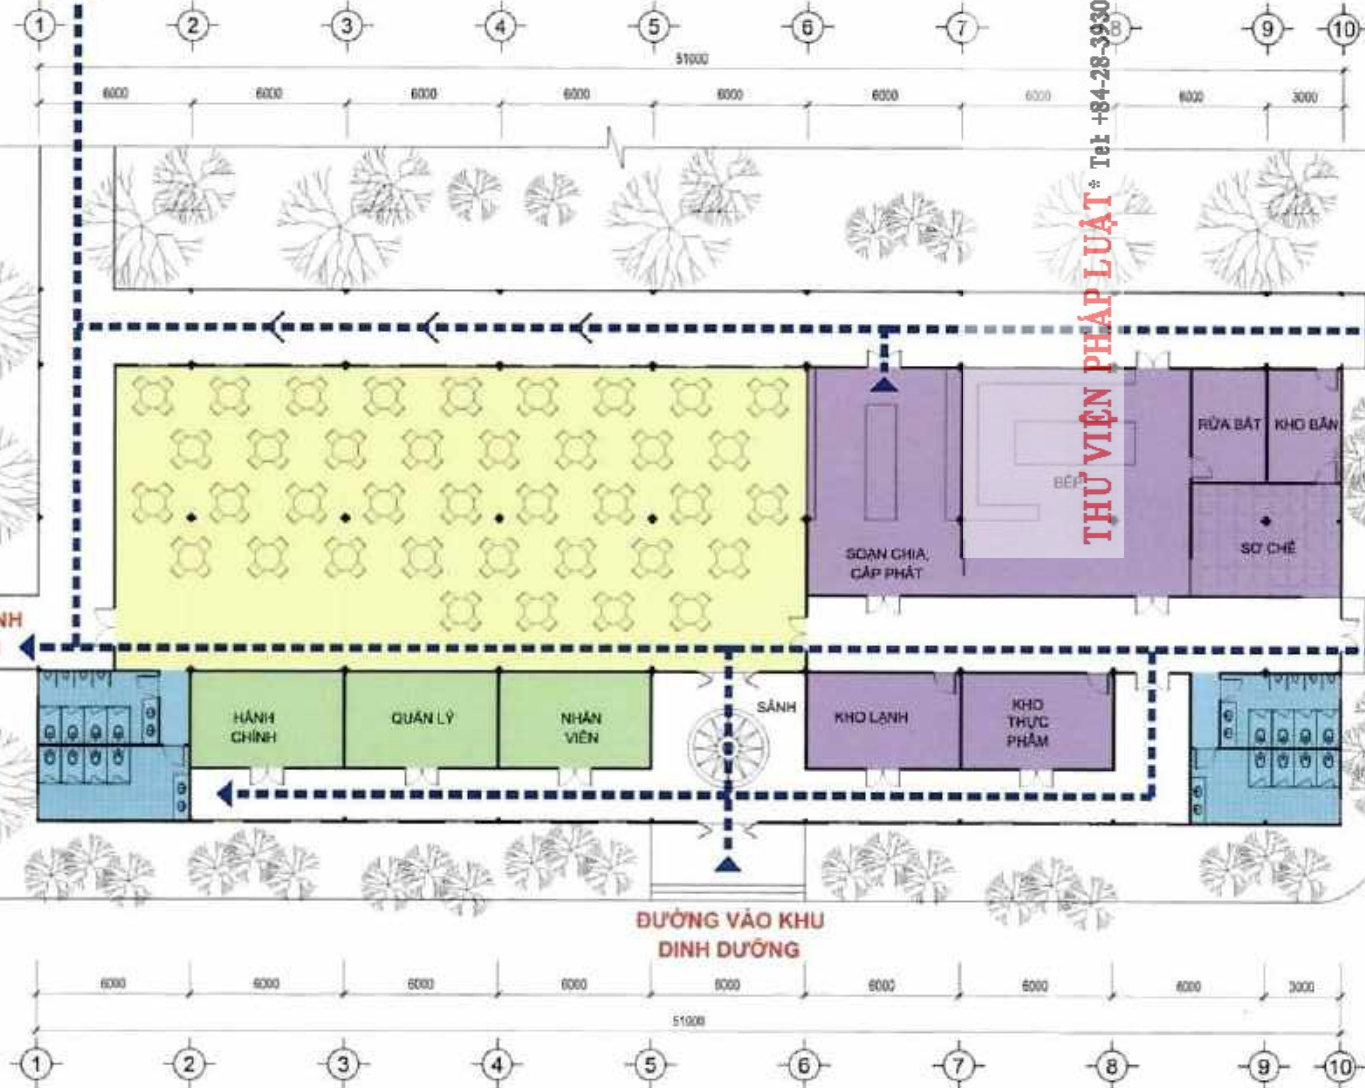 1 2 3 4 5 6 7 8 9 10
51000
6000 6000 6000 6000 6000 6000 6000 6000 3000
THƯ VIỆN PHÁP LUẬT * Tel: +84-28-3930
RỬA BÁT
KHO BẨN
BẾP
SOẠN CHIA,
CẤP PHÁT
SƠ CHẾ
NH
HÀNH
CHÍNH
QUẢN LÝ
NHÂN
VIÊN
SẢNH
KHO LẠNH
KHO
THỰC
PHẨM
ĐƯỜNG VÀO KHU
DINH DƯỠNG
6000 6000 6000 6000 6000 6000 6000 6000 3000
51000
1 2 3 4 5 6 7 8 9 10